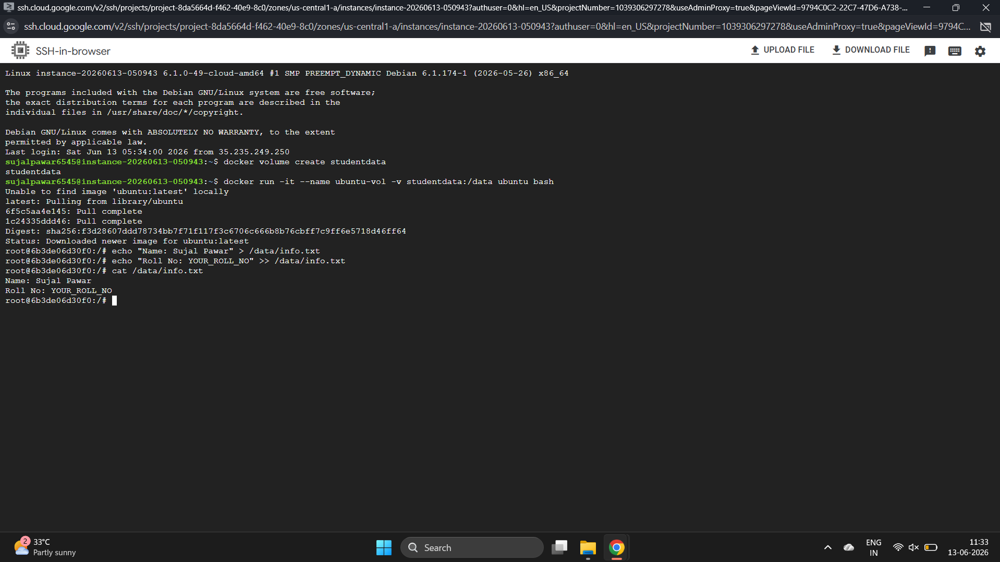 ssh.cloud.google.com/v2/ssh/projects/project-8da5664d-f462-40e9-8c0/zones/us-central1-a/instances/instance-20260613-050943?authuser=0&hl=en_US&projectNumber=1039306297278&useAdminProxy=true&pageViewId=9794C0C2-22C7-47D6-A738-...
ssh.cloud.google.com/v2/ssh/projects/project-8da5664d-f462-40e9-8c0/zones/us-central1-a/instances/instance-20260613-050943?authuser=0&hl=en_US&projectNumber=1039306297278&useAdminProxy=true&pageViewId=9794C...
SSH-in-browser
UPLOAD FILE
DOWNLOAD FILE
Linux instance-20260613-050943 6.1.0-49-cloud-amd64 #1 SMP PREEMPT_DYNAMIC Debian 6.1.174-1 (2026-05-26) x86_64
The programs included with the Debian GNU/Linux system are free software;
the exact distribution terms for each program are described in the
individual files in /usr/share/doc/*/copyright.
Debian GNU/Linux comes with ABSOLUTELY NO WARRANTY, to the extent
permitted by applicable law.
Last login: Sat Jun 13 05:34:00 2026 from 35.235.249.250
sujalpawar6545@instance-20260613-050943:~$ docker volume create studentdata
studentdata
sujalpawar6545@instance-20260613-050943:~$ docker run -it --name ubuntu-vol -v studentdata:/data ubuntu bash
Unable to find image 'ubuntu:latest' locally
latest: Pulling from library/ubuntu
6f5c5aa4e145: Pull complete
1c24335ddd46: Pull complete
Digest: sha256:f3d28607ddd78734bb7f71f117f3c6706c666b8b76cbff7c9ff6e5718d46ff64
Status: Downloaded newer image for ubuntu:latest
root@6b3de06d30f0:/# echo "Name: Sujal Pawar" > /data/info.txt
root@6b3de06d30f0:/# echo "Roll No: YOUR_ROLL_NO" >> /data/info.txt
root@6b3de06d30f0:/# cat /data/info.txt
Name: Sujal Pawar
Roll No: YOUR_ROLL_NO
root@6b3de06d30f0:/#
2
33°C
Partly sunny
Search
ENG
IN
11:33
13-06-2026